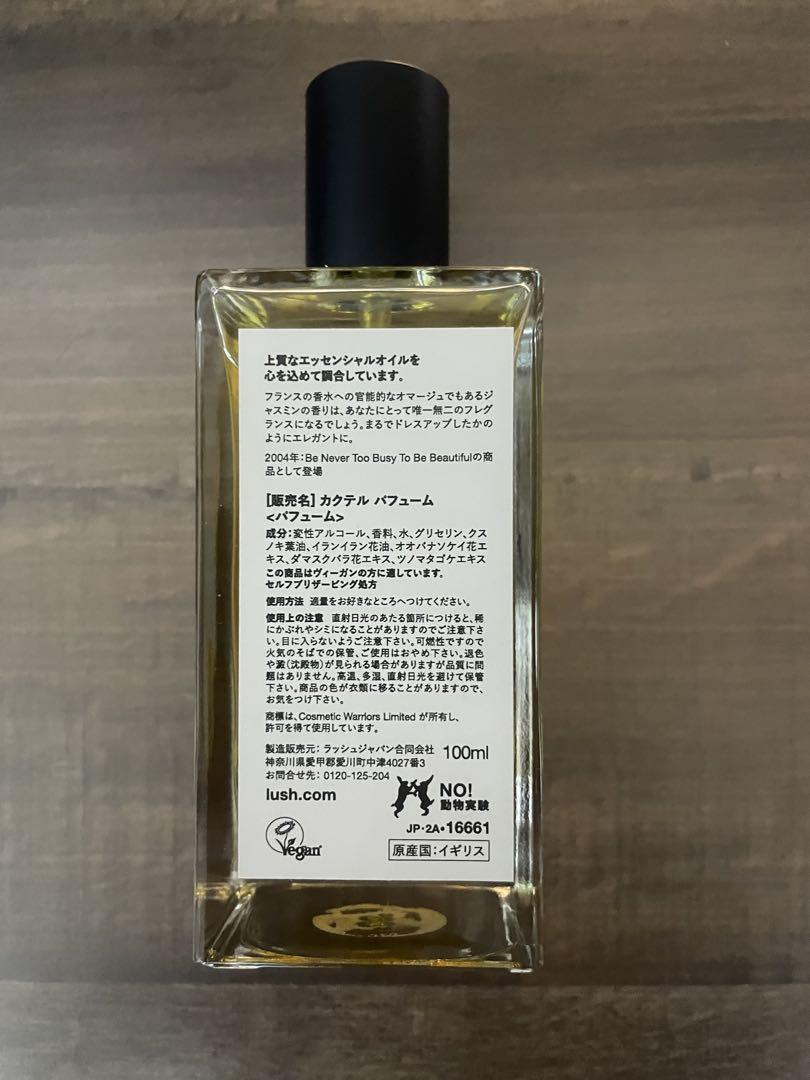 上質なエッセンシャルオイルを
心を込めて調合しています。
フランスの香水への官能的なオマージュでもあるジ
ャスミンの香りは、あなたにとって唯一無二のフレグ
ランスになるでしょう。まるでドレスアップしたかの
ようにエレガントに。
2004年：Be Never Too Busy To Be Beautifulの商
品として登場
[販売名] カクテル パフューム
<パフューム>
成分：変性アルコール、香料、水、グリセリン、クス
ノキ葉油、イランイラン花油、オオバナソケイ花エ
キス、ダマスクバラ花エキス、ツノマタゴケエキス
この商品はヴィーガンの方に適しています。
セルフプリザービング処方
使用方法 適量をお好きなところへつけてください。
使用上の注意 直射日光のあたる箇所につけると、稀
にかぶれやシミになることがありますのでご注意下さ
い。目に入らないようご注意下さい。可燃性ですので
火気のそばでの保管、ご使用はおやめ下さい。退色
や澱（沈殿物）が見られる場合がありますが品質に問
題はありません。高温、多湿、直射日光を避けて保管
下さい。商品の色が衣類に移ることがありますので、
お気をつけ下さい。
商標は、Cosmetic Warriors Limited が所有し、
許可を得て使用しています。
製造販売元：ラッシュジャパン合同会社
神奈川県愛甲郡愛川町中津4027番3
お問合せ先：0120-125-204
100ml
lush.com
NO!
動物実験
JP・2A・16661
Vegan
原産国：イギリス